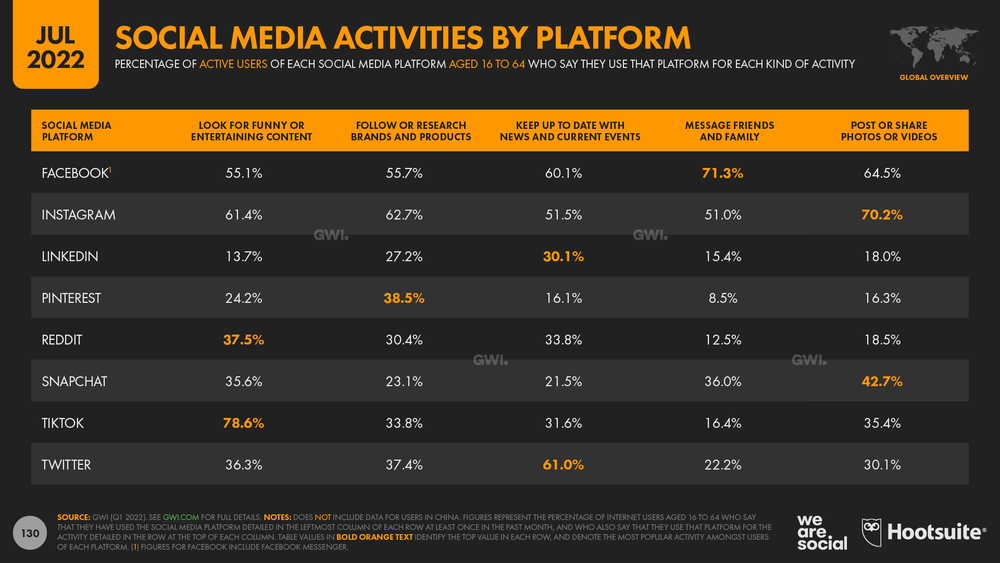 JUL
2022
SOCIAL MEDIA ACTIVITIES BY PLATFORM
PERCENTAGE OF ACTIVE USERS OF EACH SOCIAL MEDIA PLATFORM AGED 16 TO 64 WHO SAY THEY USE THAT PLATFORM FOR EACH KIND OF ACTIVITY
GLOBAL OVERVIEW
SOCIAL MEDIA PLATFORM LOOK FOR FUNNY OR ENTERTAINING CONTENT FOLLOW OR RESEARCH BRANDS AND PRODUCTS KEEP UP TO DATE WITH NEWS AND CURRENT EVENTS MESSAGE FRIENDS AND FAMILY POST OR SHARE PHOTOS OR VIDEOS
FACEBOOK¹ 55.1% 55.7% 60.1% 71.3% 64.5%
INSTAGRAM 61.4% 62.7% 51.5% 51.0% 70.2%
GWI. GWI.
LINKEDIN 13.7% 27.2% 30.1% 15.4% 18.0%
PINTEREST 24.2% 38.5% 16.1% 8.5% 16.3%
REDDIT 37.5% 30.4% 33.8% 12.5% 18.5%
GWI. GWI.
SNAPCHAT 35.6% 23.1% 21.5% 36.0% 42.7%
TIKTOK 78.6% 33.8% 31.6% 16.4% 35.4%
TWITTER 36.3% 37.4% 61.0% 22.2% 30.1%
130
SOURCE: GWI (Q1 2022). SEE GWI.COM FOR FULL DETAILS. NOTES: DOES NOT INCLUDE DATA FOR USERS IN CHINA. FIGURES REPRESENT THE PERCENTAGE OF INTERNET USERS AGED 16 TO 64 WHO SAY
THAT THEY HAVE USED THE SOCIAL MEDIA PLATFORM DETAILED IN THE LEFTMOST COLUMN OF EACH ROW AT LEAST ONCE IN THE PAST MONTH, AND WHO ALSO SAY THAT THEY USE THAT PLATFORM FOR THE
ACTIVITY DETAILED IN THE ROW AT THE TOP OF EACH COLUMN. TABLE VALUES IN BOLD ORANGE TEXT IDENTIFY THE TOP VALUE IN EACH ROW, AND DENOTE THE MOST POPULAR ACTIVITY AMONGST USERS
OF EACH PLATFORM. (1) FIGURES FOR FACEBOOK INCLUDE FACEBOOK MESSENGER.
we
are
social
Hootsuite®